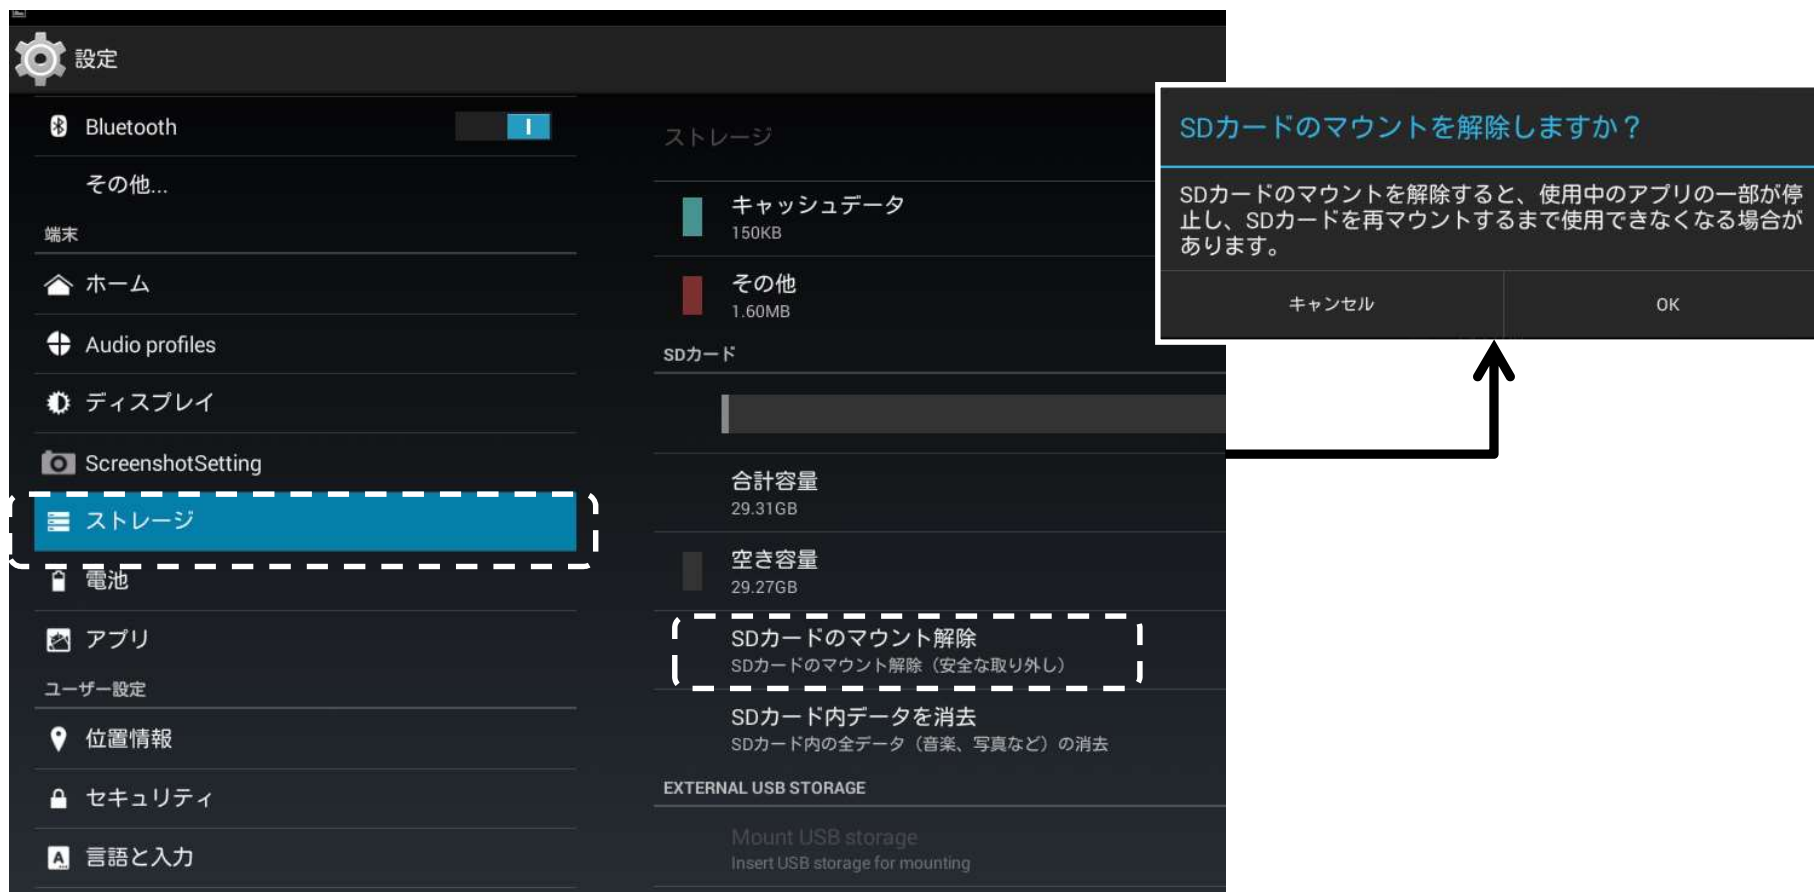 設定
Bluetooth
その他...
端末
ホーム
Audio profiles
ディスプレイ
ScreenshotSetting
ストレージ
電池
アプリ
ユーザー設定
位置情報
セキュリティ
言語と入力
ストレージ
キャッシュデータ
150KB
その他
1.60MB
SDカード
合計容量
29.31GB
空き容量
29.27GB
SDカードのマウント解除
SDカードのマウント解除（安全な取り外し）
SDカード内データを消去
SDカード内の全データ（音楽、写真など）の消去
EXTERNAL USB STORAGE
Mount USB storage
Insert USB storage for mounting
SDカードのマウントを解除しますか？
SDカードのマウントを解除すると、使用中のアプリの一部が停
止し、SDカードを再マウントするまで使用できなくなる場合が
あります。
キャンセル
OK